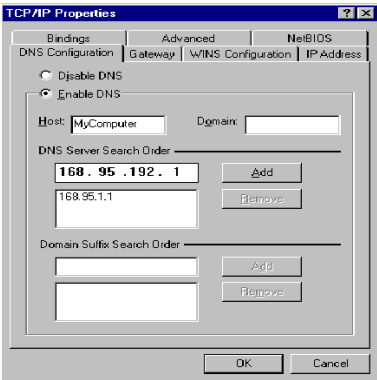 TCP/IP Properties
Bindings Advanced NetBIOS
DNS Configuration Gateway WINS Configuration IP Address
Disable DNS
Enable DNS
Host: MyComputer Domain:
DNS Server Search Order
168. 95 .192. 1 Add
168.95.1.1 Remove
Domain Suffix Search Order
Add
Remove
OK Cancel